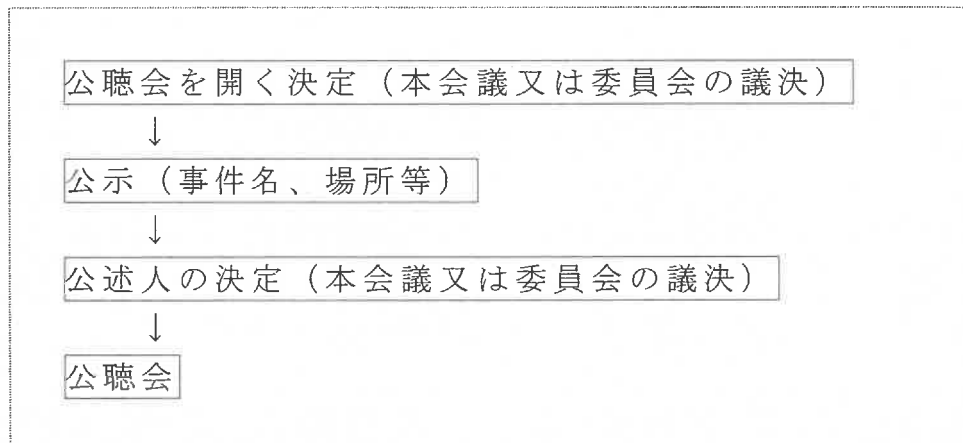 公聴会を開く決定（本会議又は委員会の議決）
↓
公示（事件名、場所等）
↓
公述人の決定（本会議又は委員会の議決）
↓
公聴会